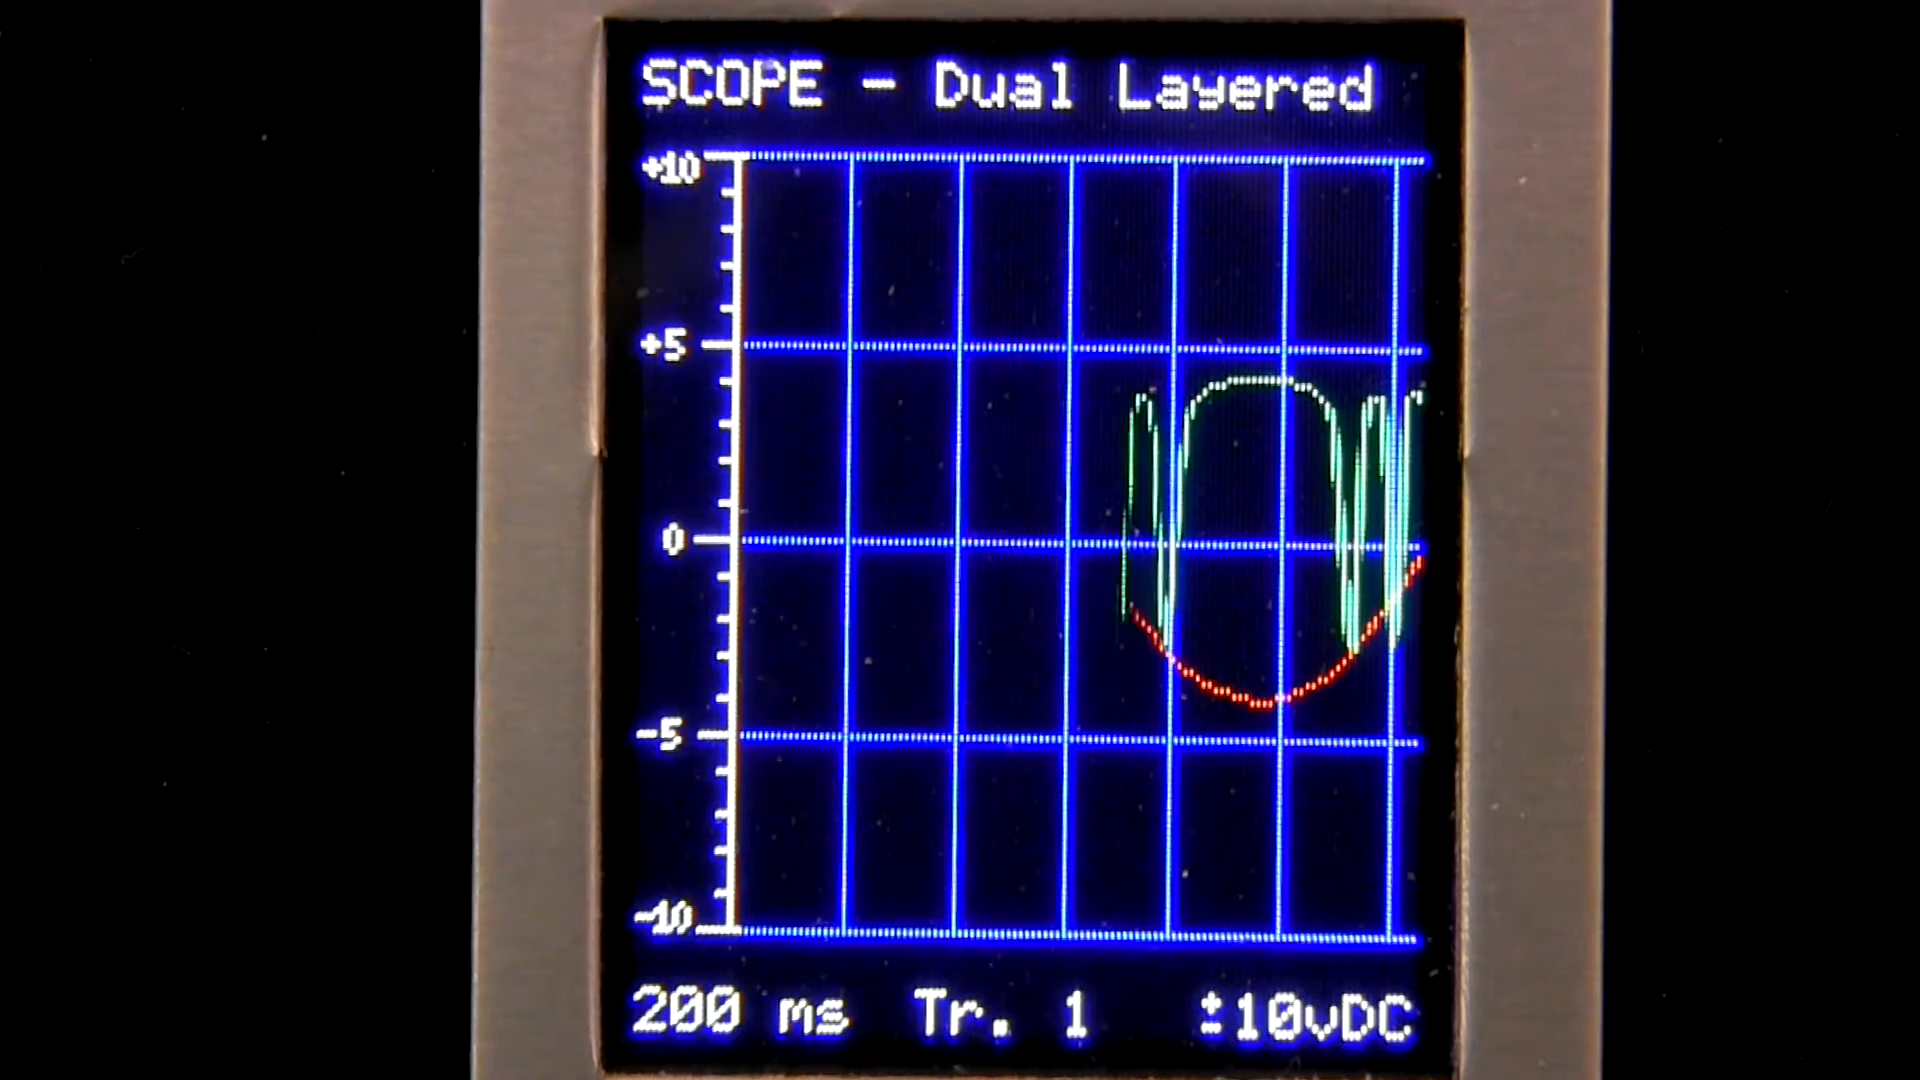 SCOPE - Dual Layered
+10
+5
0
-5
-10
200 ms Tr. 1 ±10vDC